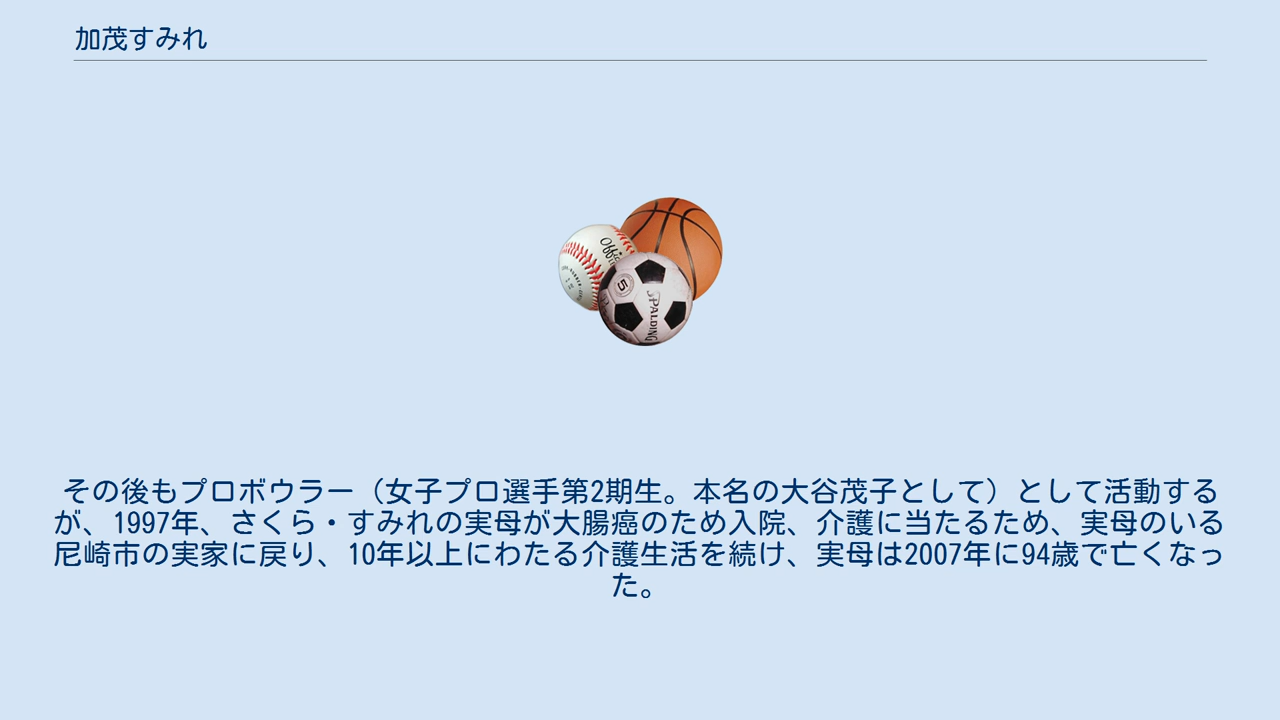 加茂すみれ
Offic
5
SPALDING
その後もプロボウラー（女子プロ選手第2期生。本名の大谷茂子として）として活動する
が、1997年、さくら・すみれの実母が大腸癌のため入院、介護に当たるため、実母のいる
尼崎市の実家に戻り、10年以上にわたる介護生活を続け、実母は2007年に94歳で亡くなっ
た。